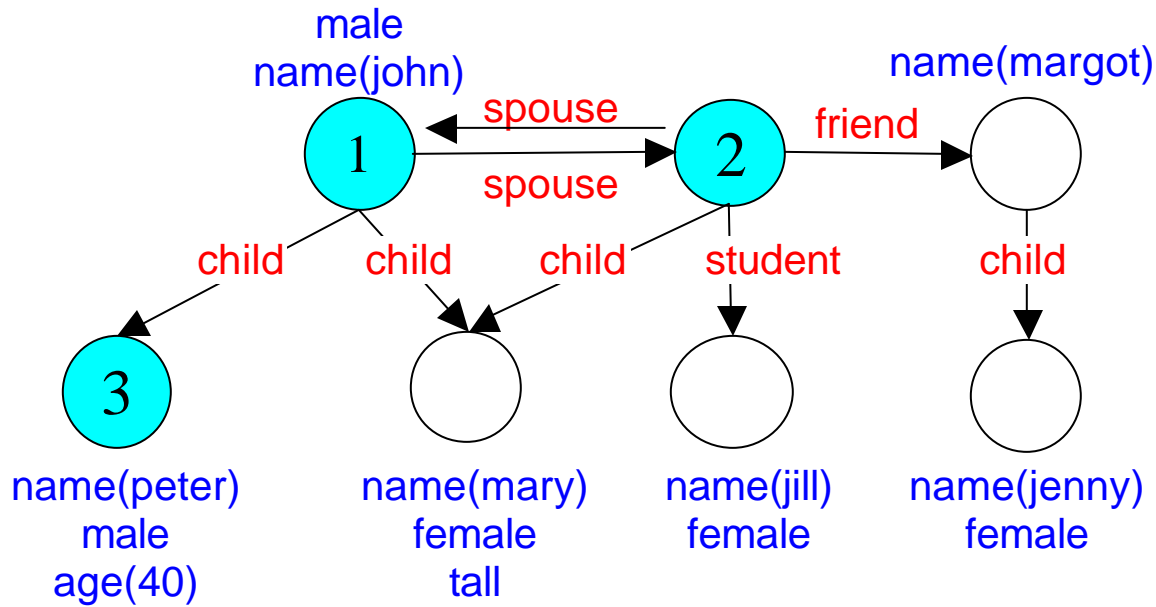 male
name(john)
name(margot)
spouse
friend
1
2
spouse
child
child
child
student
child
3
name(peter)
male
age(40)
name(mary)
female
tall
name(jill)
female
name(jenny)
female